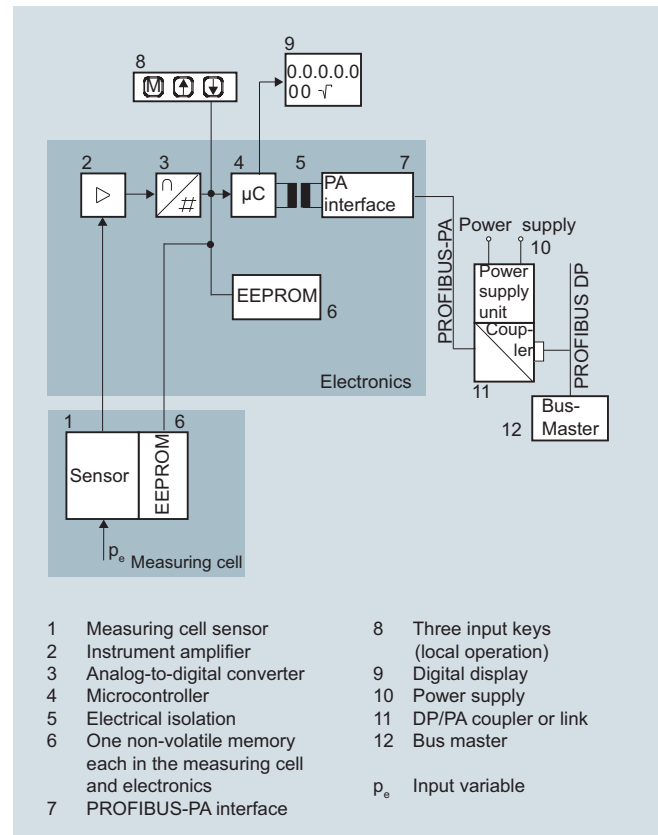 9
8
0.0.0.0.0
00 √
M
2
3
4
5
7
∩
#
µC
PA
interface
PROFIBUS-PA
Power supply
10
Power
supply
unit
Coup-
ler
PROFIBUS DP
11
EEPROM
6
Electronics
12
Bus-
Master
1
6
Sensor
EEPROM
pe
Measuring cell
1 Measuring cell sensor
2 Instrument amplifier
3 Analog-to-digital converter
4 Microcontroller
5 Electrical isolation
6 One non-volatile memory
each in the measuring cell
and electronics
7 PROFIBUS-PA interface
8 Three input keys
(local operation)
9 Digital display
10 Power supply
11 DP/PA coupler or link
12 Bus master
pe Input variable